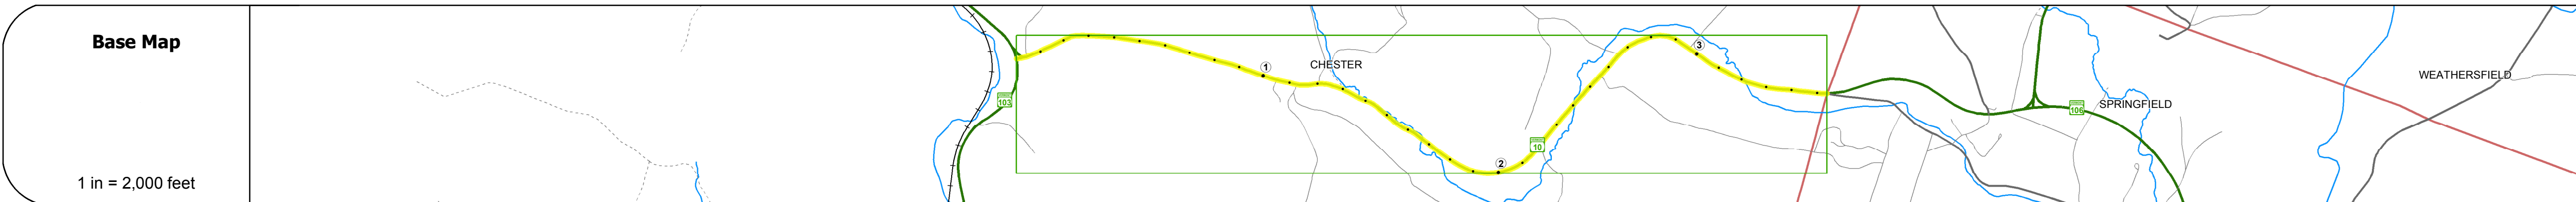 Base Map
1 in = 2,000 feet
103
1
CHESTER
2
10
3
106
SPRINGFIELD
WEATHERSFIELD